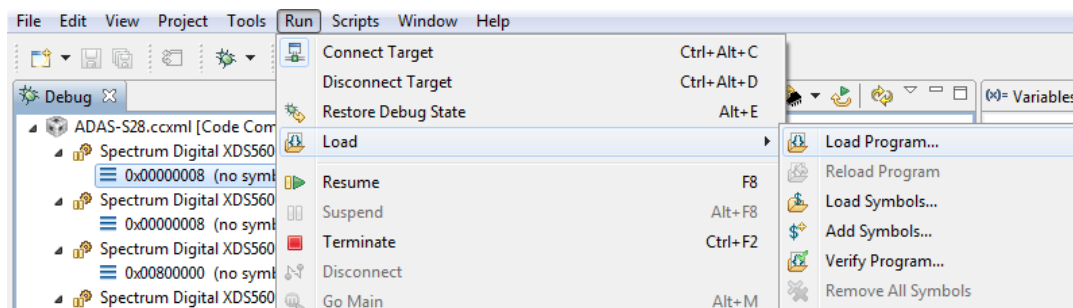 File Edit View Project Tools Run Scripts Window Help
Connect Target Ctrl+Alt+C
Disconnect Target Ctrl+Alt+D
Restore Debug State Alt+E
Load
Resume F8
Suspend Alt+F8
Terminate Ctrl+F2
Disconnect
Go Main Alt+M
Debug
ADAS-S28.ccxml [Code Com
Spectrum Digital XDS560
0x00000008 (no symb
Spectrum Digital XDS560
0x00000008 (no symb
Spectrum Digital XDS560
0x00800000 (no symb
Spectrum Digital XDS560
(x)= Variables
Load Program...
Reload Program
Load Symbols...
Add Symbols...
Verify Program...
Remove All Symbols